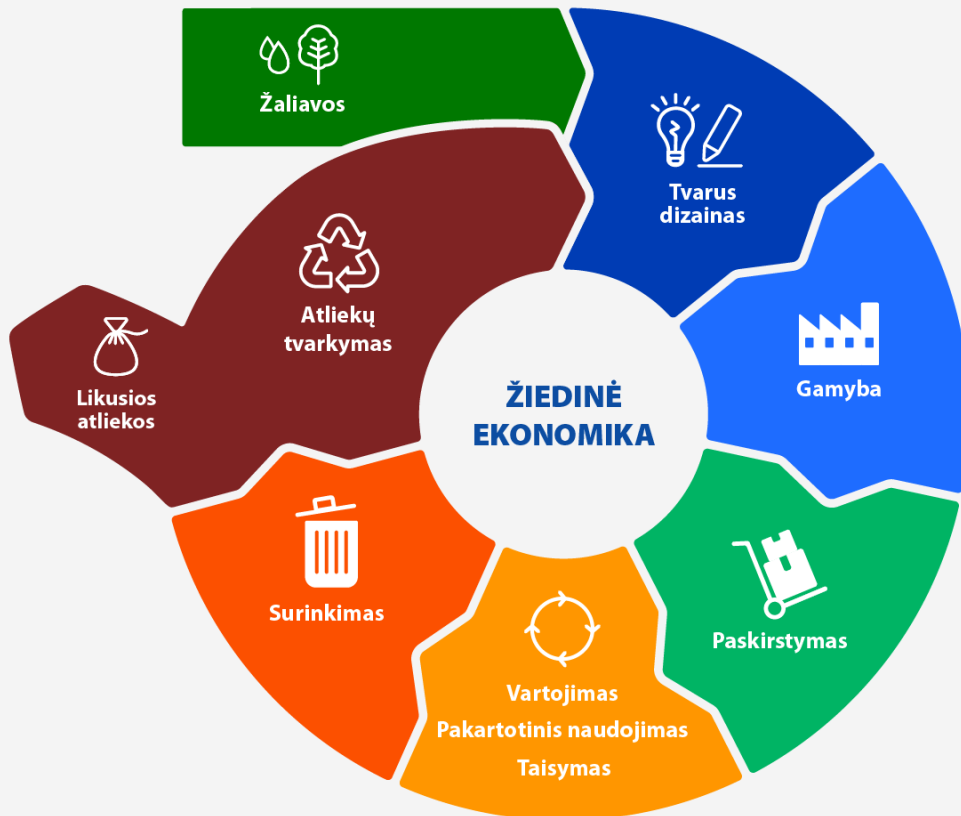 Žaliavos
Tvarus
dizainas
Gamyba
Paskirstymas
Vartojimas
Pakartotinis naudojimas
Taisymas
Surinkimas
Atliekų
tvarkymas
Likusios
atliekos
ŽIEDINĖ
EKONOMIKA